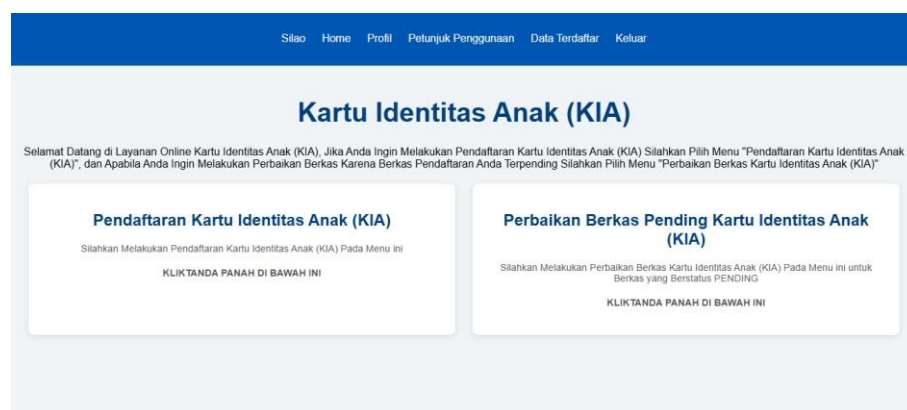 Silao Home Profil Petunjuk Penggunaan Data Terdaftar Keluar
Kartu Identitas Anak (KIA)
Selamat Datang di Layanan Online Kartu Identitas Anak (KIA), Jika Anda Ingin Melakukan Pendaftaran Kartu Identitas Anak (KIA) Silahkan Pilih Menu "Pendaftaran Kartu Identitas Anak
(KIA)", dan Apabila Anda Ingin Melakukan Perbaikan Berkas Karena Berkas Pendaftaran Anda Terpending Silahkan Pilih Menu "Perbaikan Berkas Kartu Identitas Anak (KIA)"
Pendaftaran Kartu Identitas Anak (KIA)
Silahkan Melakukan Pendaftaran Kartu Identitas Anak (KIA) Pada Menu ini
KLIKTANDA PANAH DI BAWAH INI
Perbaikan Berkas Pending Kartu Identitas Anak
(KIA)
Silahkan Melakukan Perbaikan Berkas Kartu Identitas Anak (KIA) Pada Menu ini untuk
Berkas yang Berstatus PENDING
KLIKTANDA PANAH DI BAWAH INI